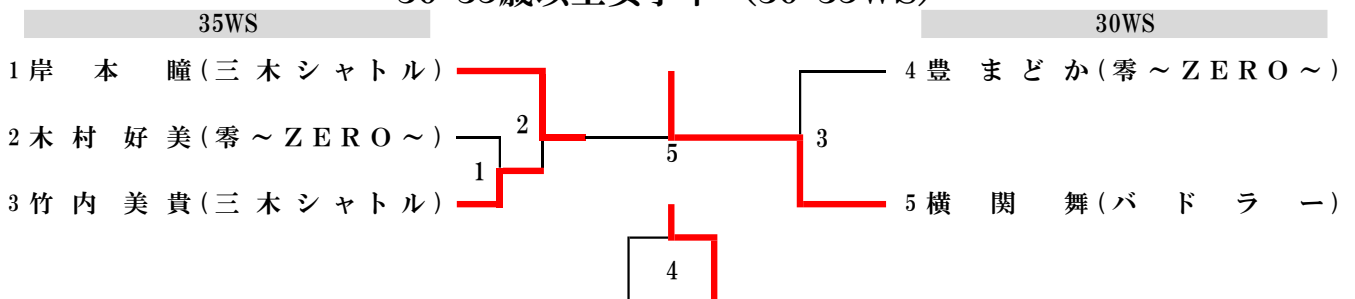 35WS
30WS
1 岸本瞳(三木シャトル)
2 木村好美(零～ZERO～)
3 竹内美貴(三木シャトル)
4 豊まどか(零～ZERO～)
5 横関舞(バドラー)
2
1
5
3
4